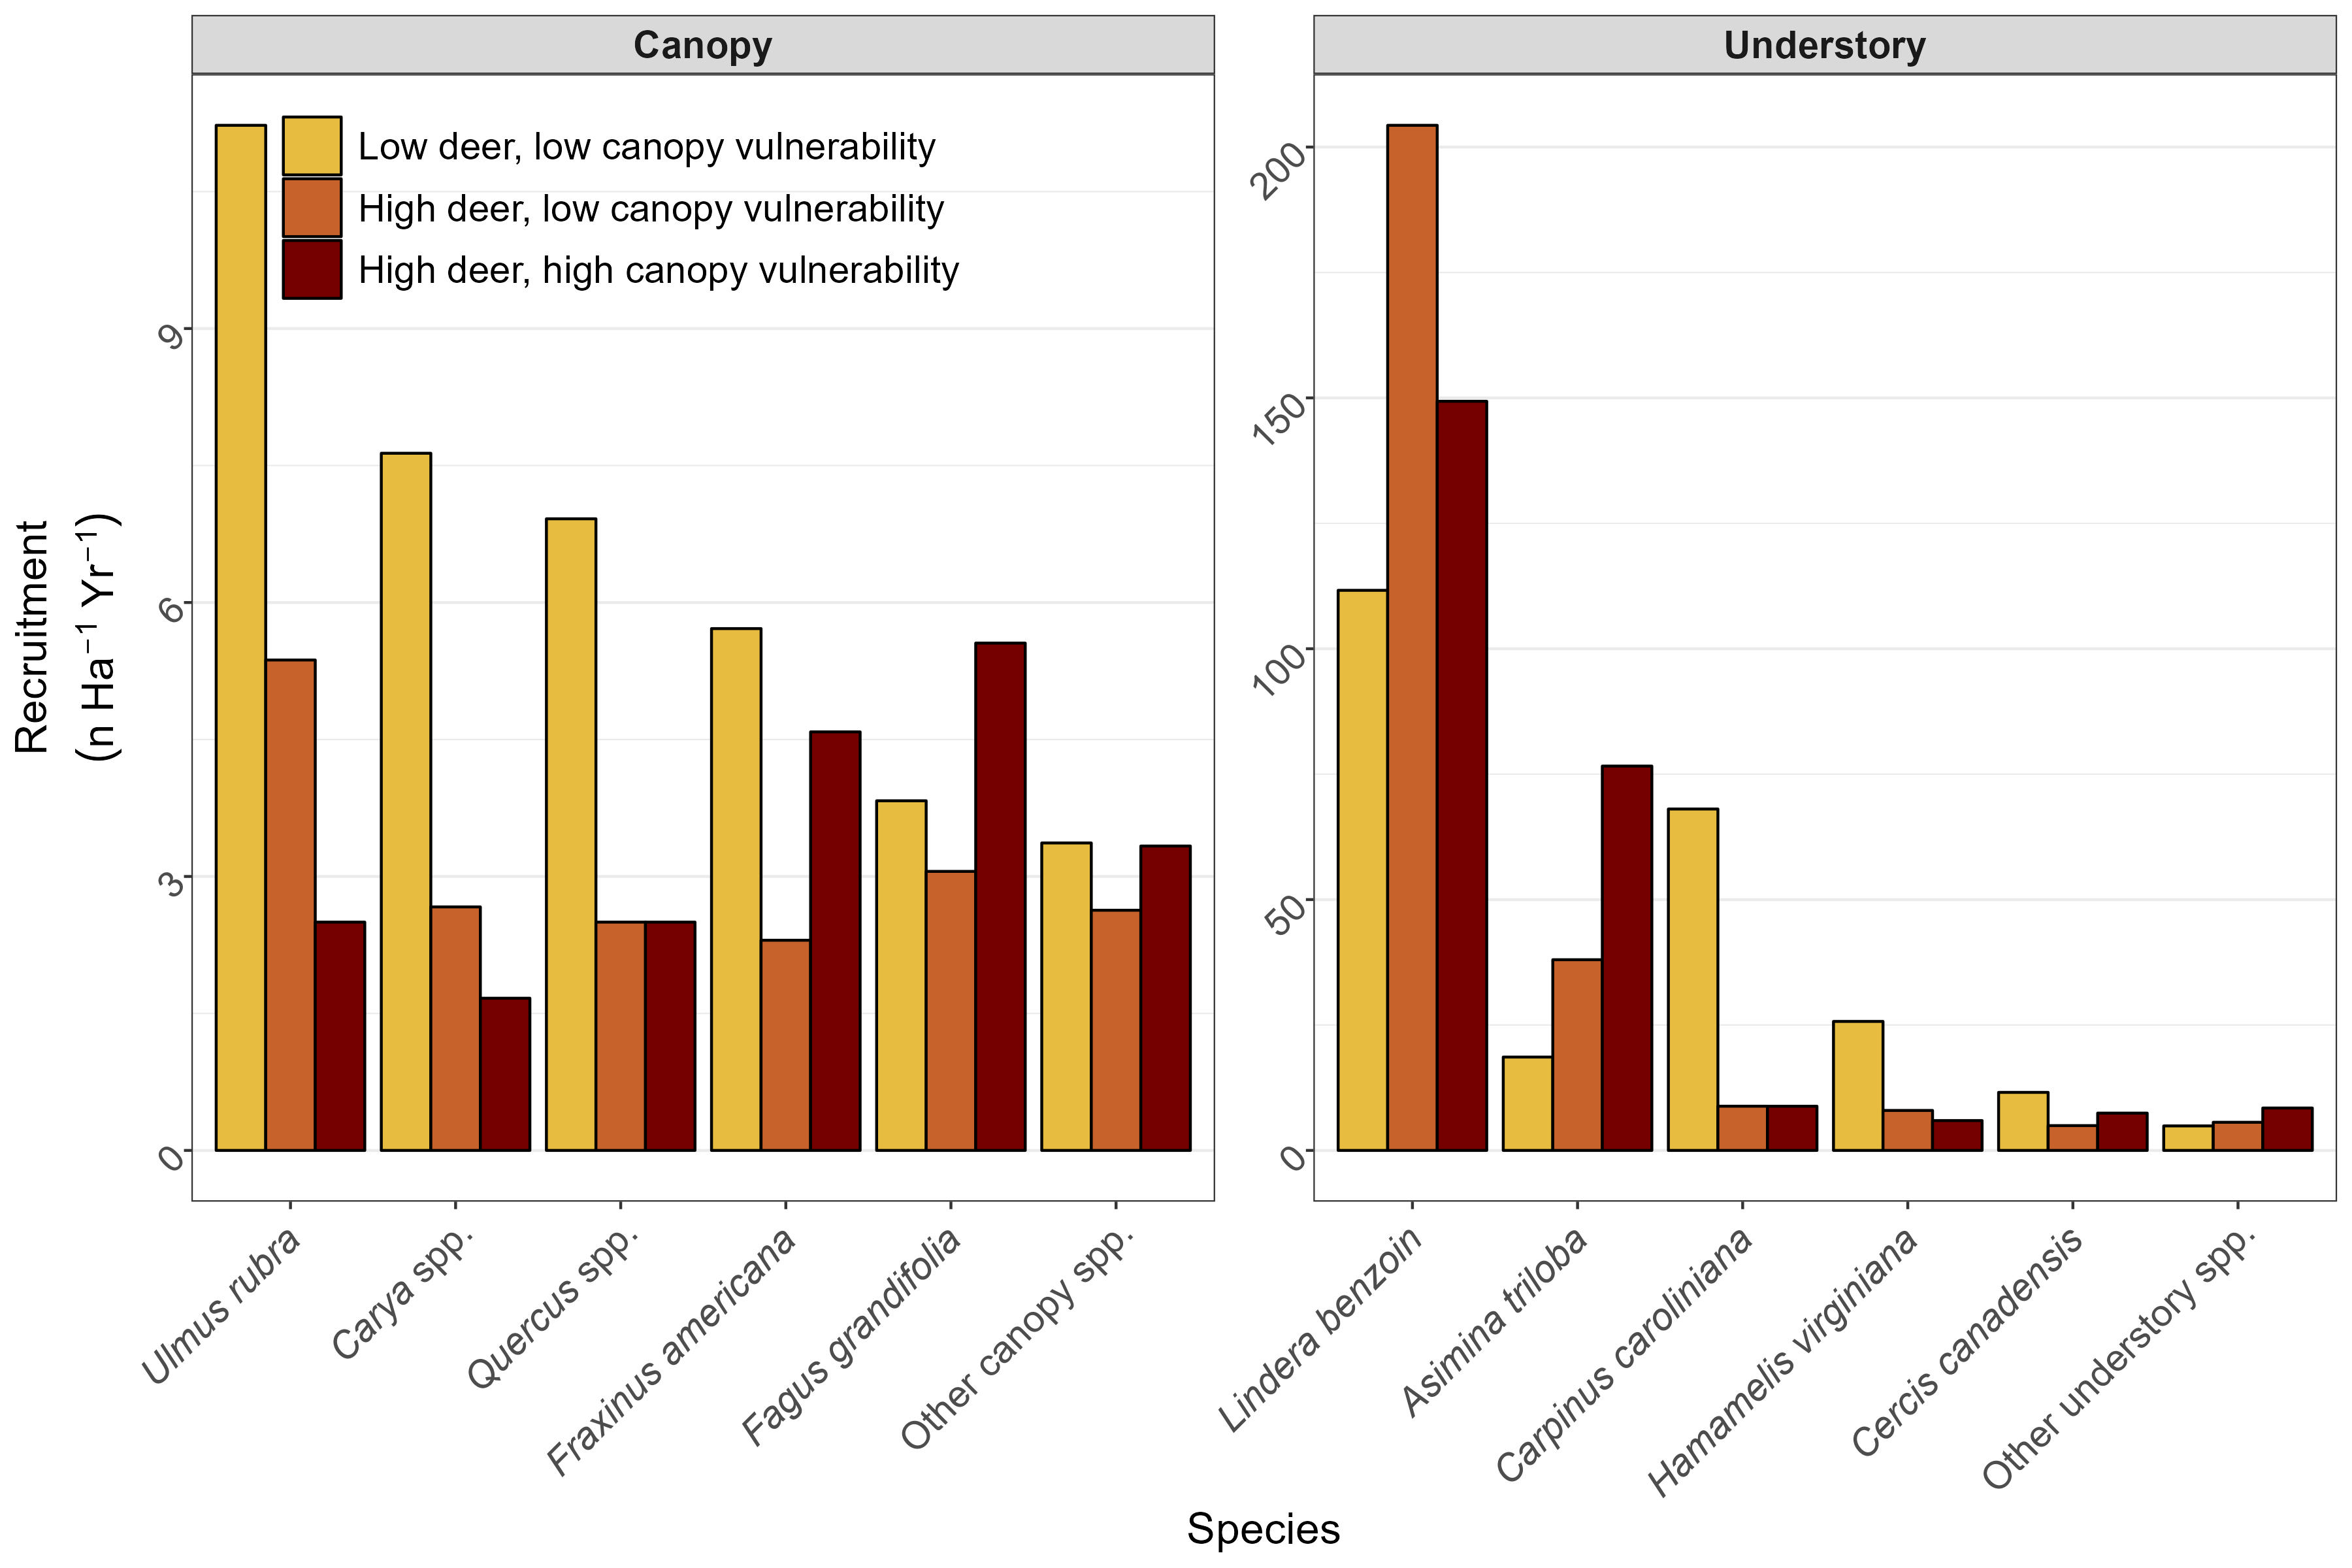 Canopy
Understory
Low deer, low canopy vulnerability
High deer, low canopy vulnerability
High deer, high canopy vulnerability
Recruitment
(n Ha⁻¹ Yr⁻¹)
9
6
3
0
200
150
100
50
0
Ulmus rubra
Carya spp.
Quercus spp.
Fraxinus americana
Fagus grandifolia
Other canopy spp.
Lindera benzoin
Asimina triloba
Carpinus caroliniana
Hamamelis virginiana
Cercis canadensis
Other understory spp.
Species